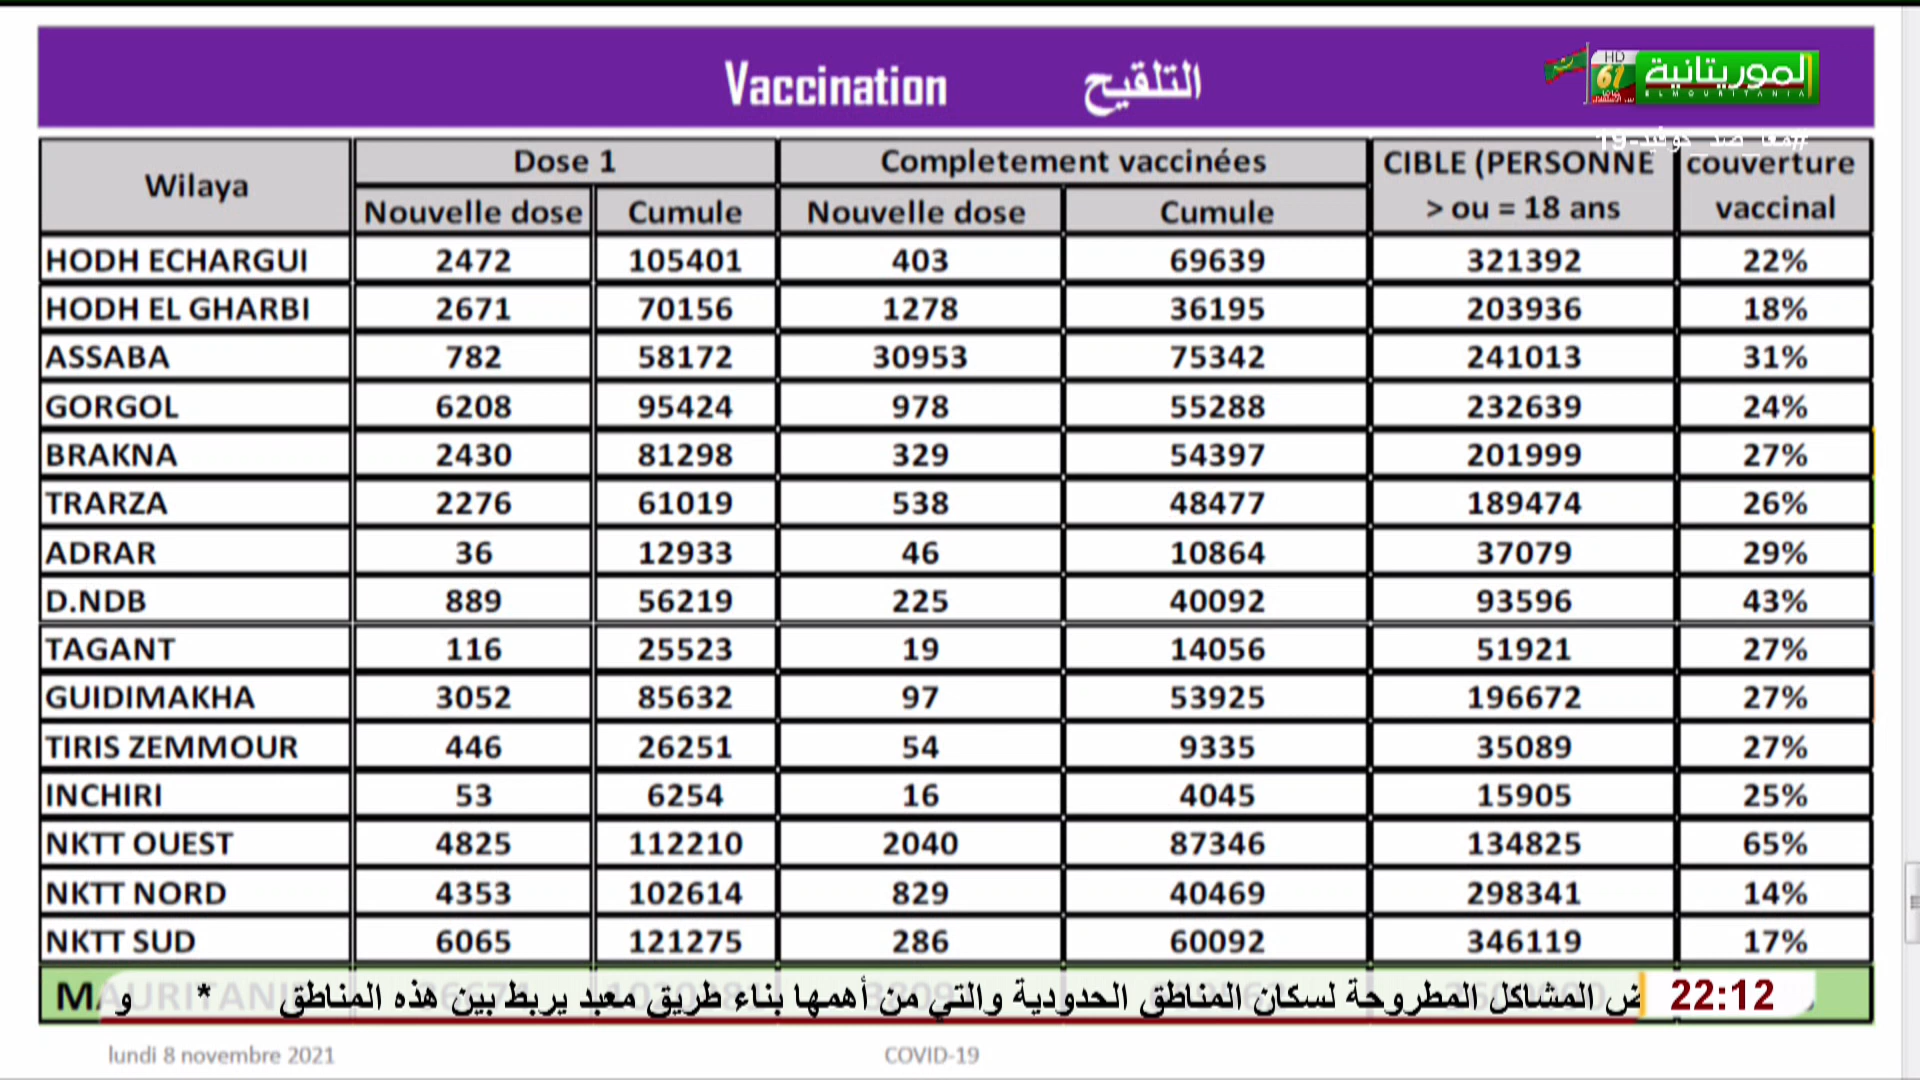 Vaccination التلقيح
HD 61 الموريتانية
ELMOURITANIA
#معا_ضد_كوفيد-19
Wilaya Dose 1 Completement vaccinées CIBLE (PERSONNE > ou = 18 ans couverture vaccinal
Nouvelle dose Cumule Nouvelle dose Cumule
HODH ECHARGUI 2472 105401 403 69639 321392 22%
HODH EL GHARBI 2671 70156 1278 36195 203936 18%
ASSABA 782 58172 30953 75342 241013 31%
GORGOL 6208 95424 978 55288 232639 24%
BRAKNA 2430 81298 329 54397 201999 27%
TRARZA 2276 61019 538 48477 189474 26%
ADRAR 36 12933 46 10864 37079 29%
D.NDB 889 56219 225 40092 93596 43%
TAGANT 116 25523 19 14056 51921 27%
GUIDIMAKHA 3052 85632 97 53925 196672 27%
TIRIS ZEMMOUR 446 26251 54 9335 35089 27%
INCHIRI 53 6254 16 4045 15905 25%
NKTT OUEST 4825 112210 2040 87346 134825 65%
NKTT NORD 4353 102614 829 40469 298341 14%
NKTT SUD 6065 121275 286 60092 346119 17%
ض المشاكل المطروحة لسكان المناطق الحدودية والتي من أهمها بناء طريق معبد يربط بين هذه المناطق * و
22:12
lundi 8 novembre 2021 COVID-19